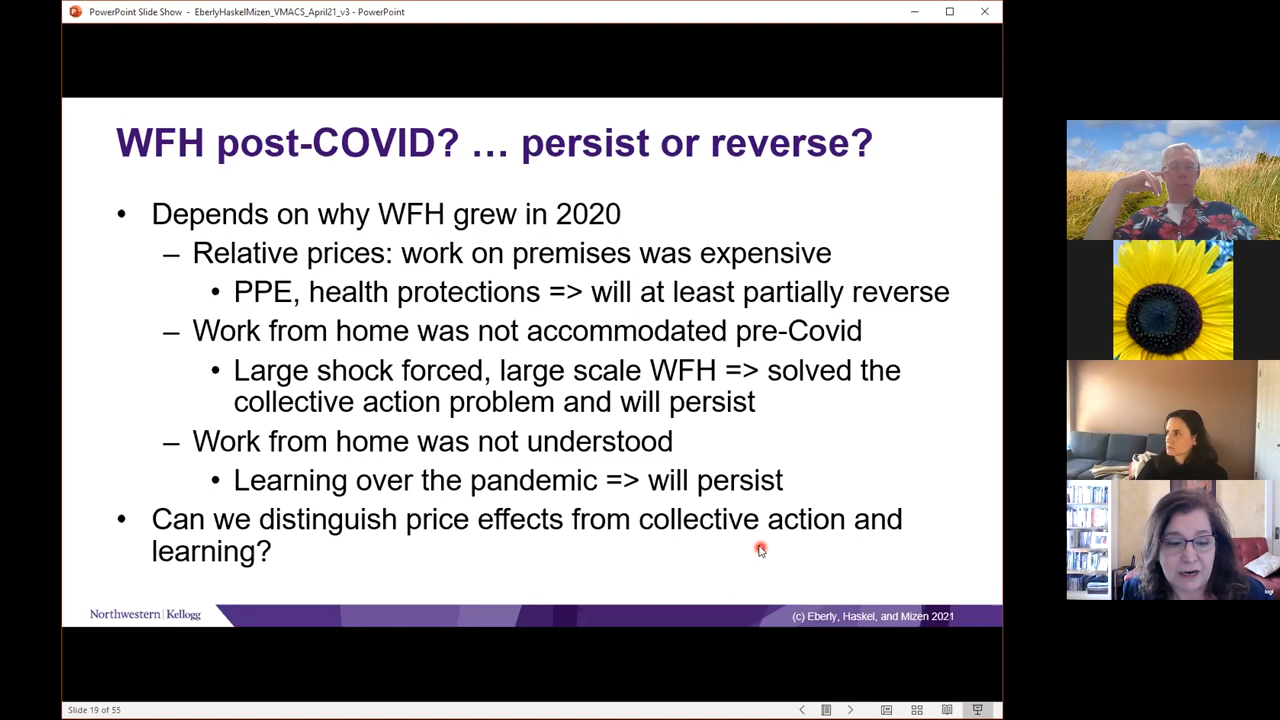 PowerPoint Slide Show - EberlyHaskelMizen_VMACS_April21_v3 - PowerPoint
WFH post-COVID? … persist or reverse?
• Depends on why WFH grew in 2020
– Relative prices: work on premises was expensive
• PPE, health protections => will at least partially reverse
– Work from home was not accommodated pre-Covid
• Large shock forced, large scale WFH => solved the
collective action problem and will persist
– Work from home was not understood
• Learning over the pandemic => will persist
• Can we distinguish price effects from collective action and
learning?
Northwestern | Kellogg
(c) Eberly, Haskel, and Mizen 2021
Slide 19 of 55
logi